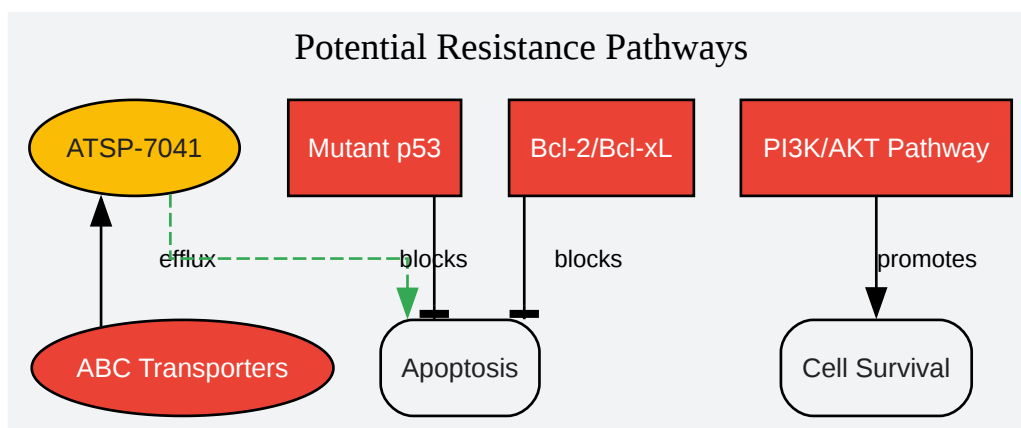 Potential Resistance Pathways
ATSP-7041
Mutant p53
Bcl-2/Bcl-xL
PI3K/AKT Pathway
efflux
blocks
blocks
promotes
ABC Transporters
Apoptosis
Cell Survival